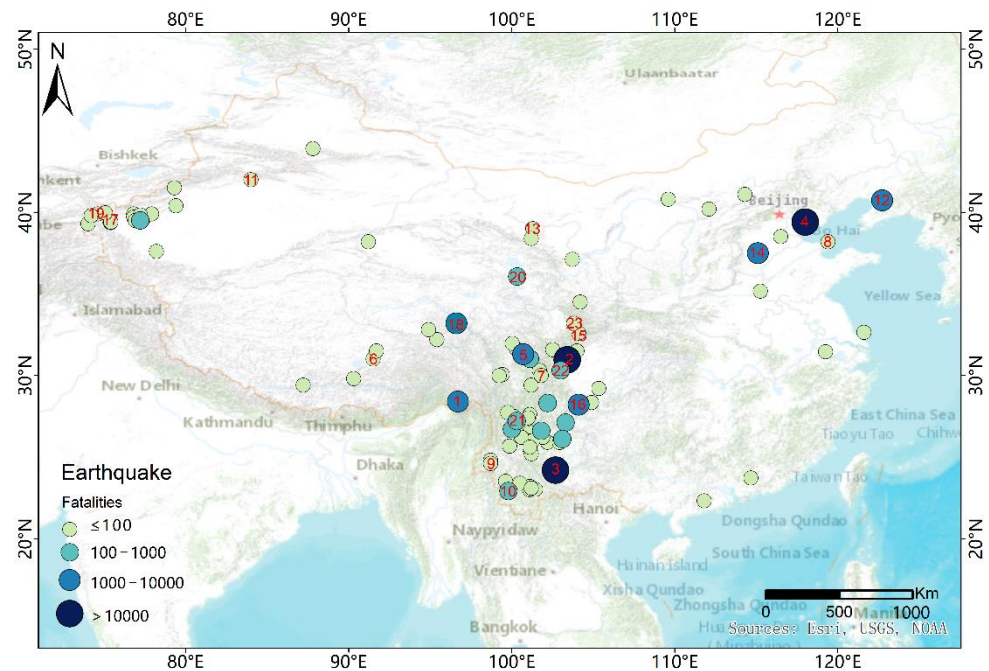 80°E 90°E 100°E 110°E 120°E
50°N 50°N
N
Ulaanbaatar
Bishkek
kent
11
40°N 40°N
19 17
Beijing
12
4
Bo Hai
8
13
14
20
Islamabad
Yellow Sea
18
23
15
5 2
6
22
7
30°N 30°N
New Delhi
1
16
Kathmandu
Thimphu
21
East China Sea
Tiaoyu Tao
Dhaka
9
3
Taiwan Tao
10
Hanoi
Earthquake
Fatalities
≤100
100-1000
1000-10000
>10000
Dongsha Qundao
20°N 20°N
Naypyidaw
South China Sea
Vientiane
Hainan Island
Xisha Qundao
Zhongsha Qundao
Km
0 500 1000
Bangkok
Sources: Esri, USGS, NOAA
80°E 90°E 100°E 110°E 120°E